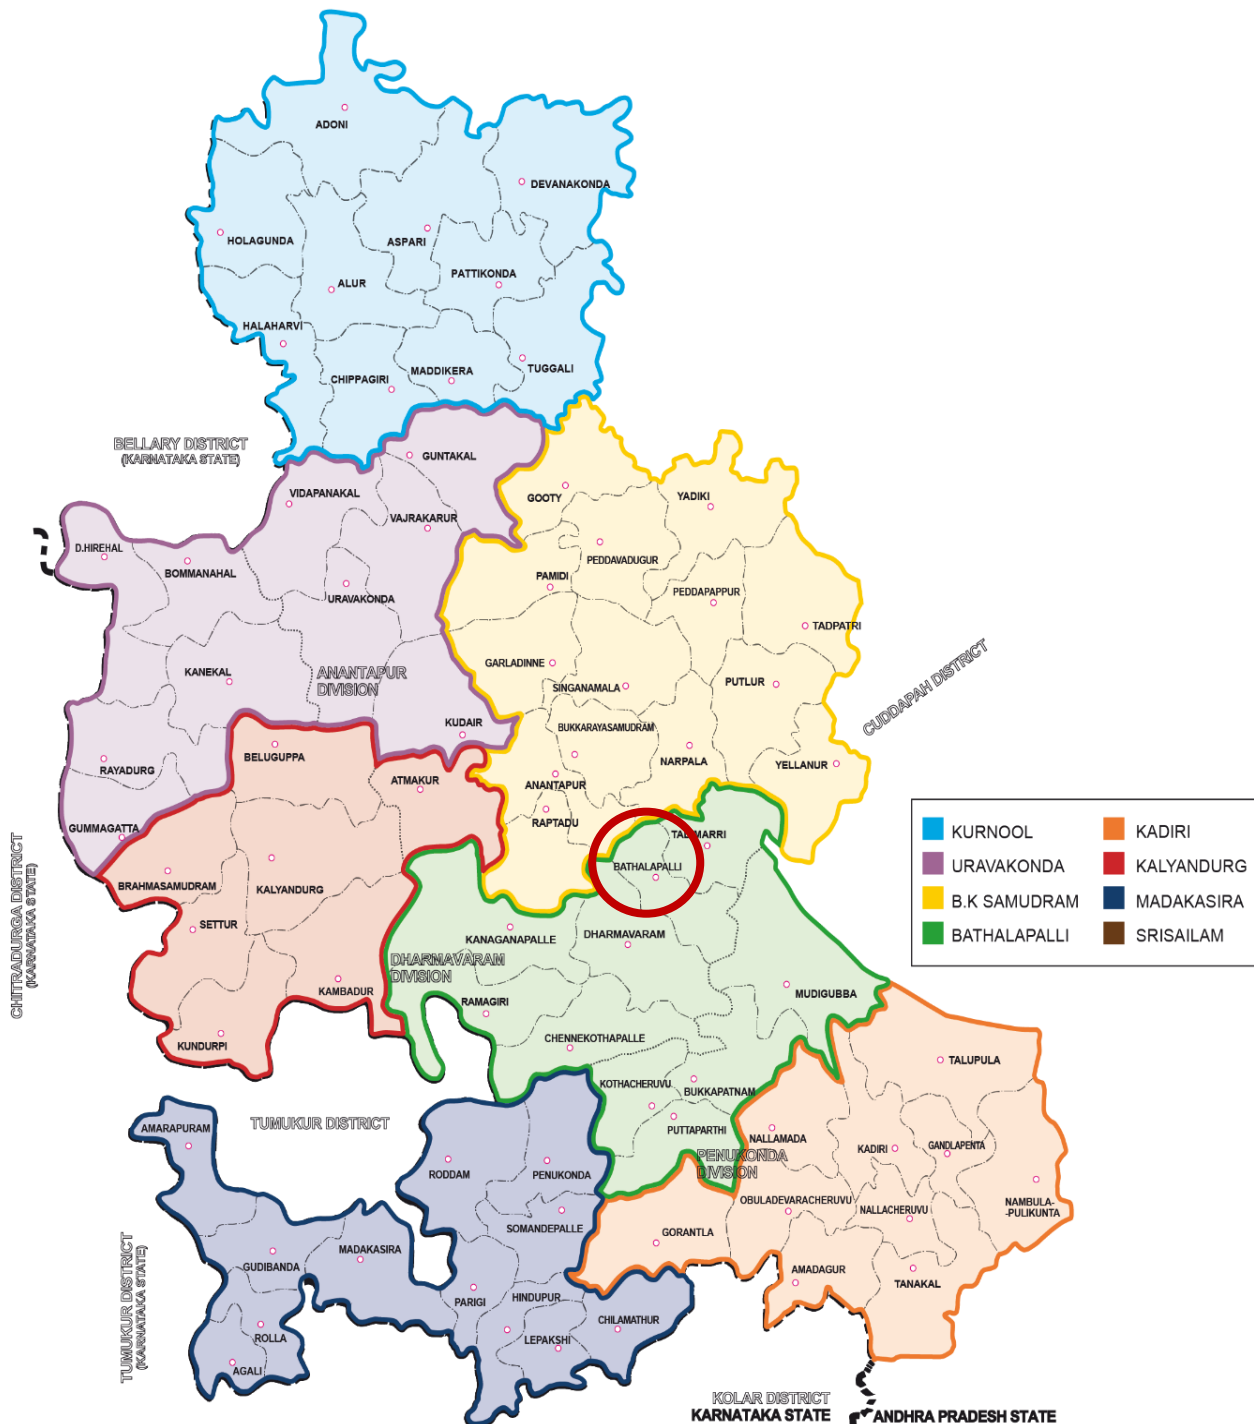 ADONI
DEVANAKONDA
HOLAGUNDA
ASPARI
PATTIKONDA
ALUR
HALAHARVI
CHIPPAGIRI
MADDIKERA
TUGGALI
BELLARY DISTRICT
(KARNATAKA STATE)
GUNTAKAL
VIDAPANAKAL
VAJRAKARUR
D.HIREHAL
BOMMANAHAL
URAVAKONDA
KANEKAL
ANANTAPUR
DIVISION
KUDAIR
RAYADURG
GUMMAGATTA
GOOTY
YADIKI
PEDDAVADUGUR
PAMIDI
PEDDAPAPPUR
TADPATRI
GARLADINNE
SINGANAMALA
PUTLUR
BUKKARAYASAMUDRAM
NARPALA
YELLANUR
ANANTAPUR
RAPTADU
CUDDAPAH DISTRICT
BELUGUPPA
ATMAKUR
BRAHMASAMUDRAM
KALYANDURG
SETTUR
KAMBADUR
KUNDURPI
CHITRADURGA DISTRICT
(KARNATAKA STATE)
TADIMARRI
BATHALAPALLI
KANAGANAPALLE
DHARMAVARAM
DHARMAVARAM
DIVISION
RAMAGIRI
MUDIGUBBA
CHENNEKOTHAPALLE
KOTHACHERUVU
BUKKAPATNAM
PUTTAPARTHI
PENUKONDA
DIVISION
KURNOOL
URAVAKONDA
B.K SAMUDRAM
BATHALAPALLI
KADIRI
KALYANDURG
MADAKASIRA
SRISAILAM
TALUPULA
NALLAMADA
KADIRI
GANDLAPENTA
OBULADEVARACHERUVU
NALLACHERUVU
NAMBULA-
-PULIKUNTA
GORANTLA
AMADAGUR
TANAKAL
TUMUKUR DISTRICT
AMARAPURAM
RODDAM
PENUKONDA
SOMANDEPALLE
GUDIBANDA
MADAKASIRA
PARIGI
HINDUPUR
CHILAMATHUR
LEPAKSHI
ROLLA
AGALI
TUMUKUR DISTRICT
(KARNATAKA STATE)
KOLAR DISTRICT
KARNATAKA STATE
ANDHRA PRADESH STATE